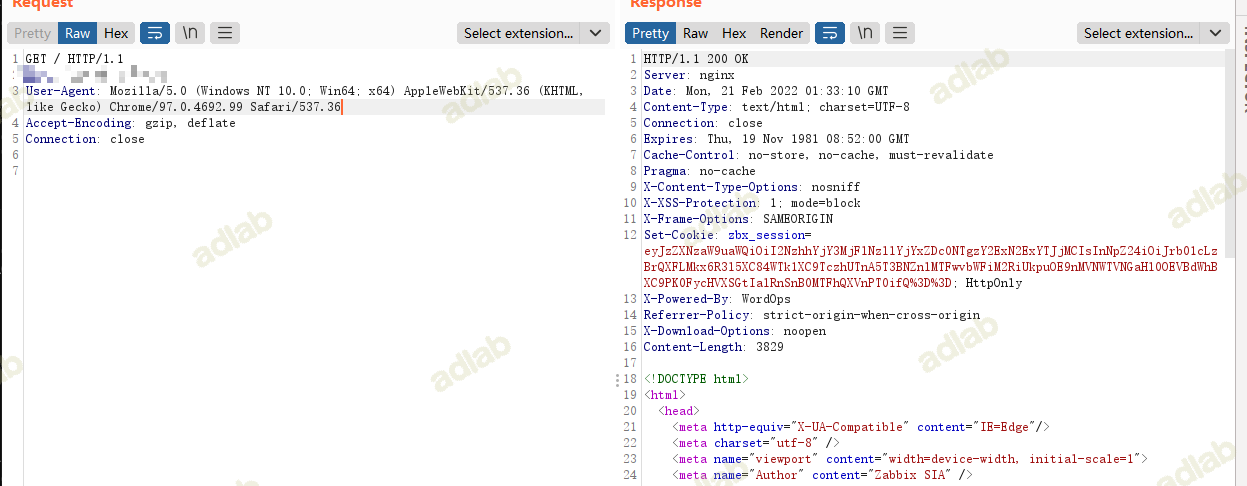 Request
Pretty Raw Hex \n Select extension...
1 GET / HTTP/1.1
2
3 User-Agent: Mozilla/5.0 (Windows NT 10.0; Win64; x64) AppleWebKit/537.36 (KHTML,
like Gecko) Chrome/97.0.4692.99 Safari/537.36
4 Accept-Encoding: gzip, deflate
5 Connection: close
6
7
Response
Pretty Raw Hex Render \n Select extension...
1 HTTP/1.1 200 OK
2 Server: nginx
3 Date: Mon, 21 Feb 2022 01:33:10 GMT
4 Content-Type: text/html; charset=UTF-8
5 Connection: close
6 Expires: Thu, 19 Nov 1981 08:52:00 GMT
7 Cache-Control: no-store, no-cache, must-revalidate
8 Pragma: no-cache
9 X-Content-Type-Options: nosniff
10 X-XSS-Protection: 1; mode=block
11 X-Frame-Options: SAMEORIGIN
12 Set-Cookie: zbx_session=
HttpOnly
13 X-Powered-By: WordOps
14 Referrer-Policy: strict-origin-when-cross-origin
15 X-Download-Options: noopen
16 Content-Length: 3829
17
18 <!DOCTYPE html>
19 <html>
20 <head>
21 <meta http-equiv="X-UA-Compatible" content="IE=Edge"/>
22 <meta charset="utf-8" />
23 <meta name="viewport" content="width=device-width, initial-scale=1">
24 <meta name="Author" content="Zabbix SIA" />
adlab
adlab
adlab
adlab
adlab
adlab
adlab